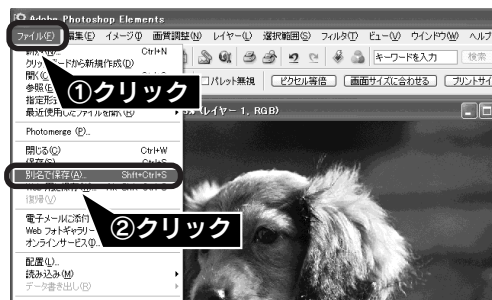 Adobe Photoshop Elements
ファイル(F) 編集(E) イメージ(I) 画質調整(N) レイヤー(L) 選択範囲(S) フィルタ(T) ビュー(V) ウインドウ(W) ヘルプ
Ctrl+N
キーワードを入力 検索
クリップボードから新規作成(D)
開く(O)
パレット無視 ピクセル等倍 画面サイズに合わせる プリントサイ
参照(E)
①クリック
指定形式
最近使用したファイルを開く(R)
(レイヤー 1, RGB)
Photomerge (P)...
閉じる(C) Ctrl+W
保存(S) Ctrl+S
別名で保存(A)... Shft+Ctrl+S
復帰(V)
②クリック
電子メールに添付
Web フォトギャラリー
オンラインサービス(I)...
配置(L)...
読み込み(M)
データ書き出し(R)